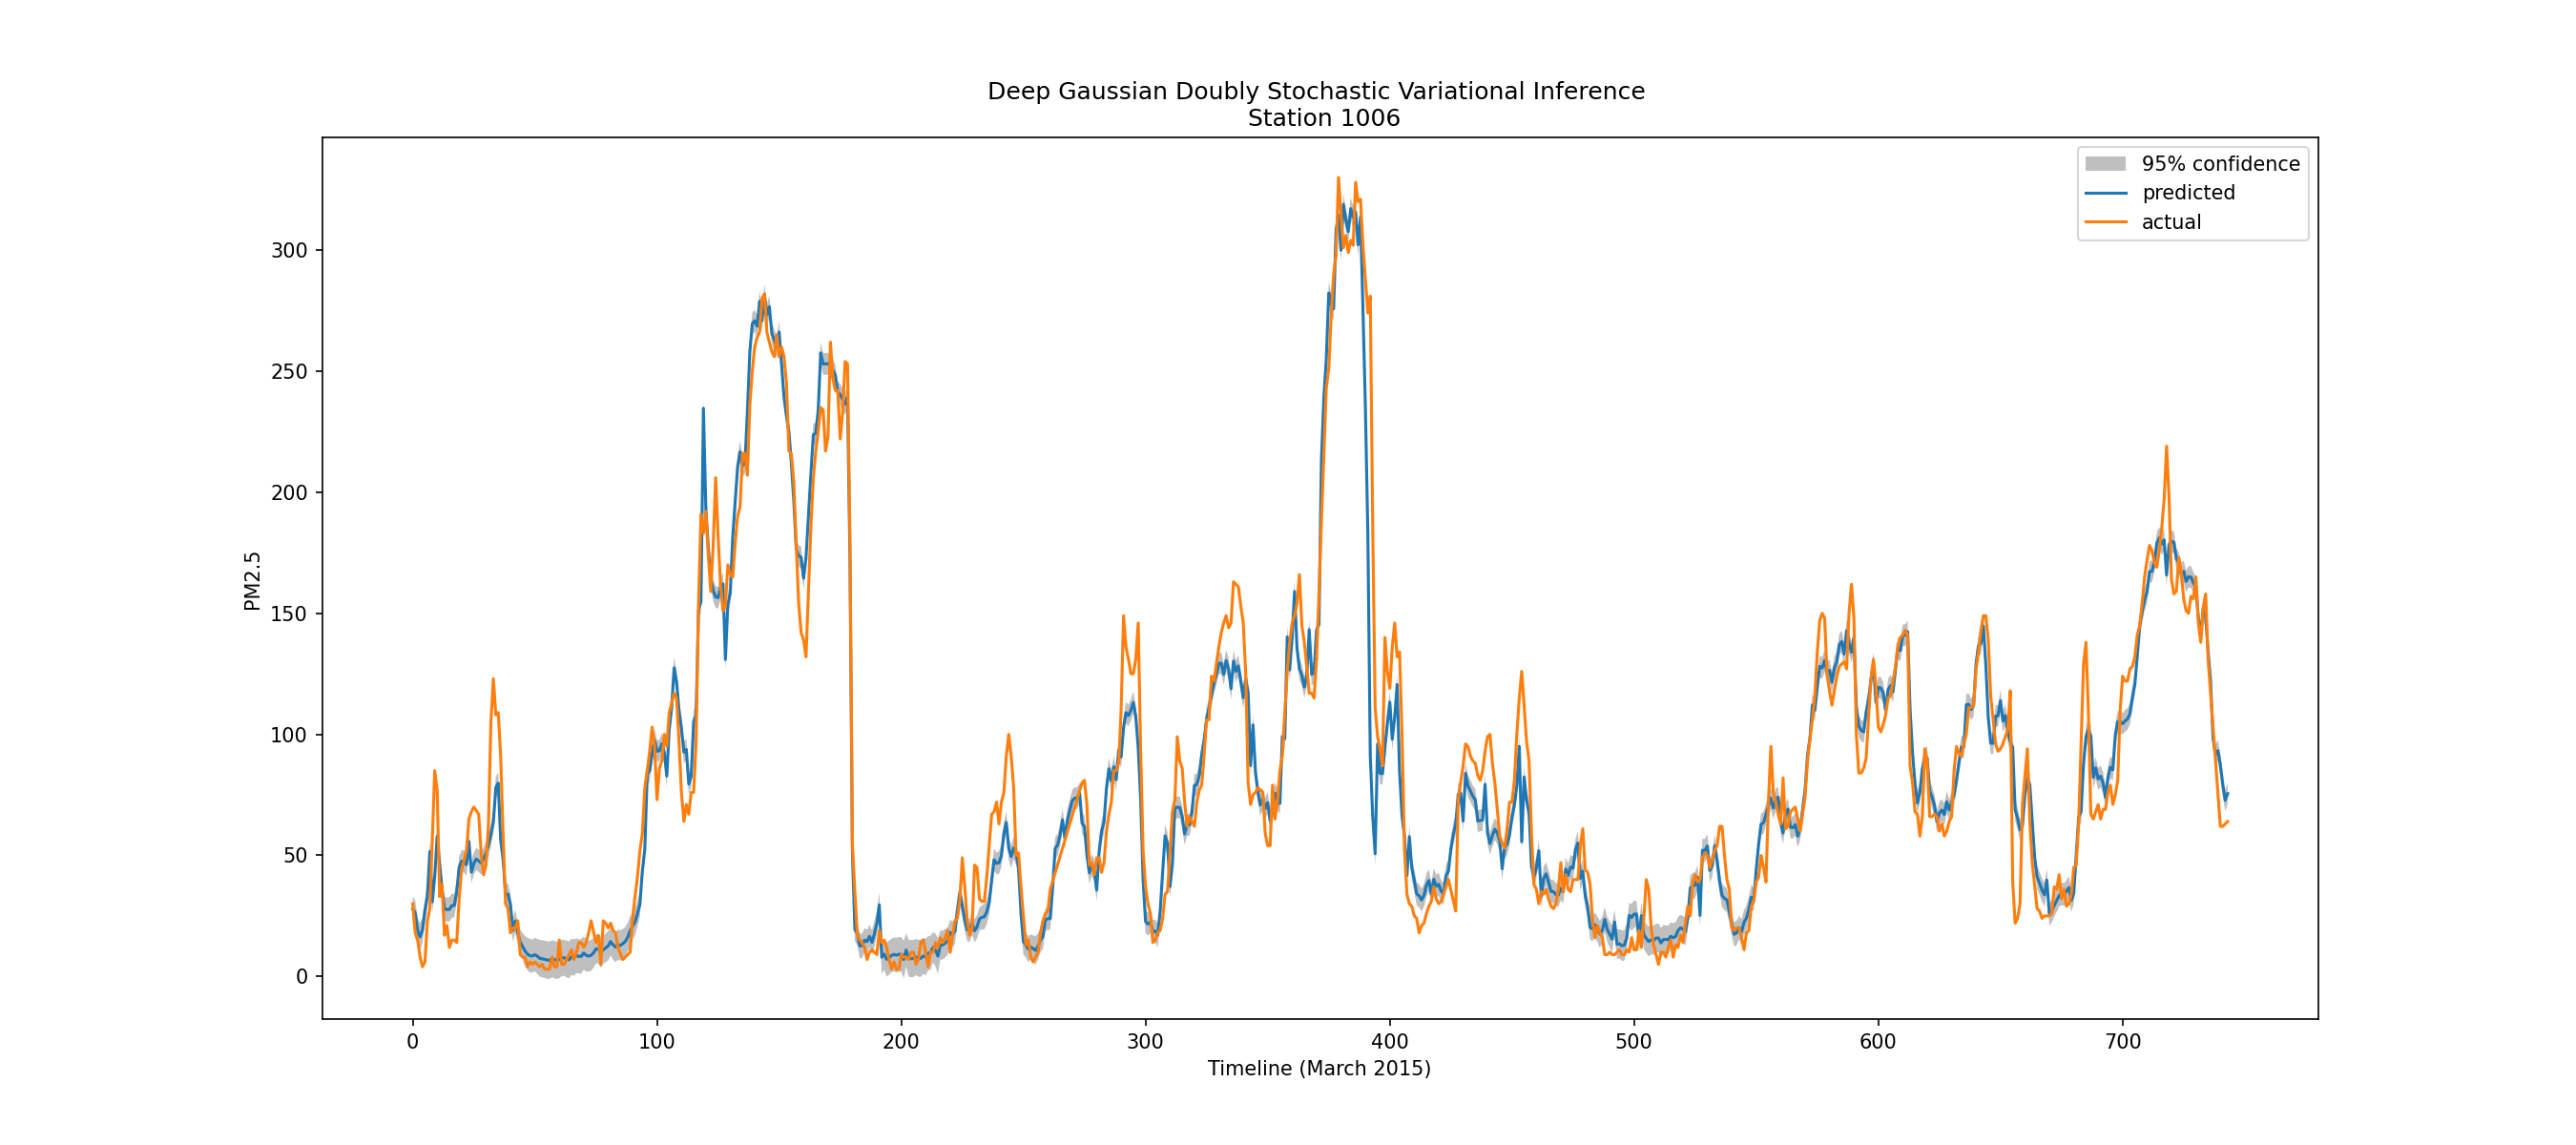 Deep Gaussian Doubly Stochastic Variational Inference
Station 1006
95% confidence
predicted
actual
300
250
200
150
100
50
0
PM2.5
0 100 200 300 400 500 600 700
Timeline (March 2015)